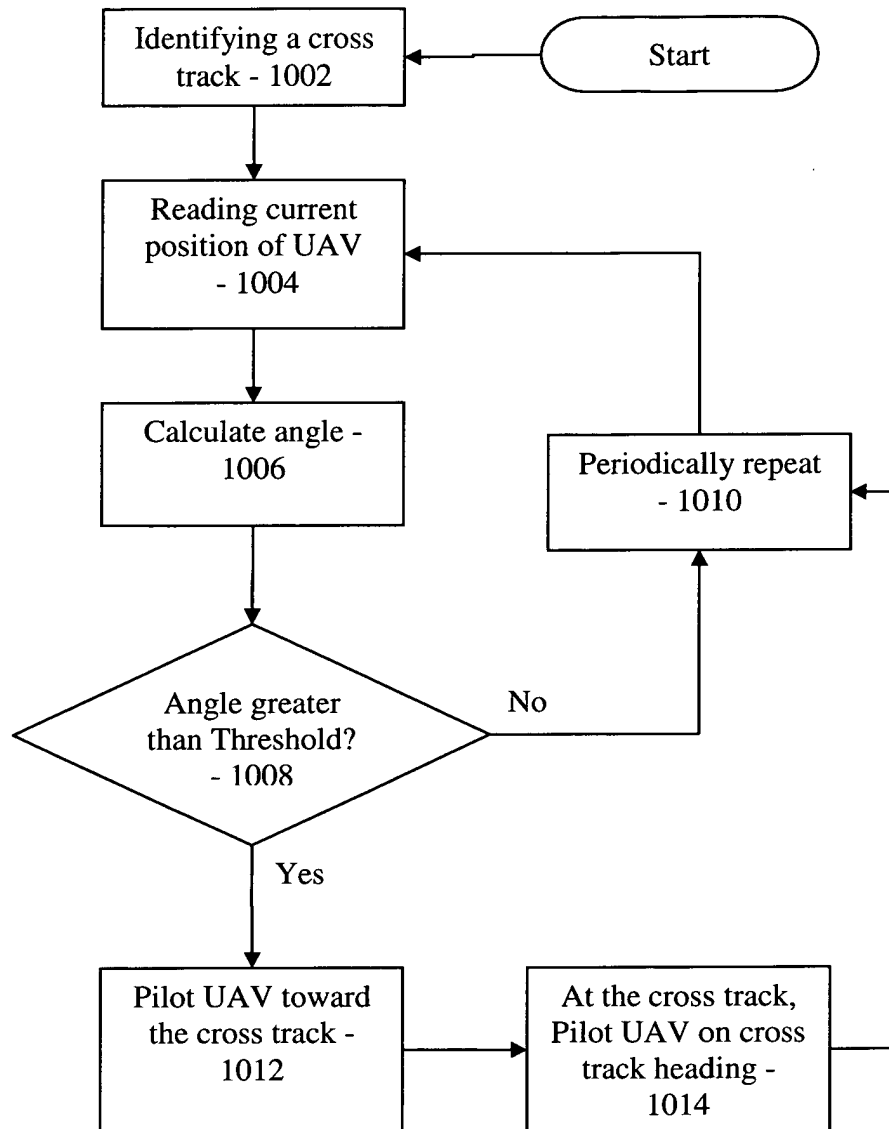 Start
Identifying a cross
track - 1002
Reading current
position of UAV
- 1004
Calculate angle -
1006
Periodically repeat
- 1010
Angle greater
than Threshold?
- 1008
No
Yes
Pilot UAV toward
the cross track -
1012
At the cross track,
Pilot UAV on cross
track heading -
1014